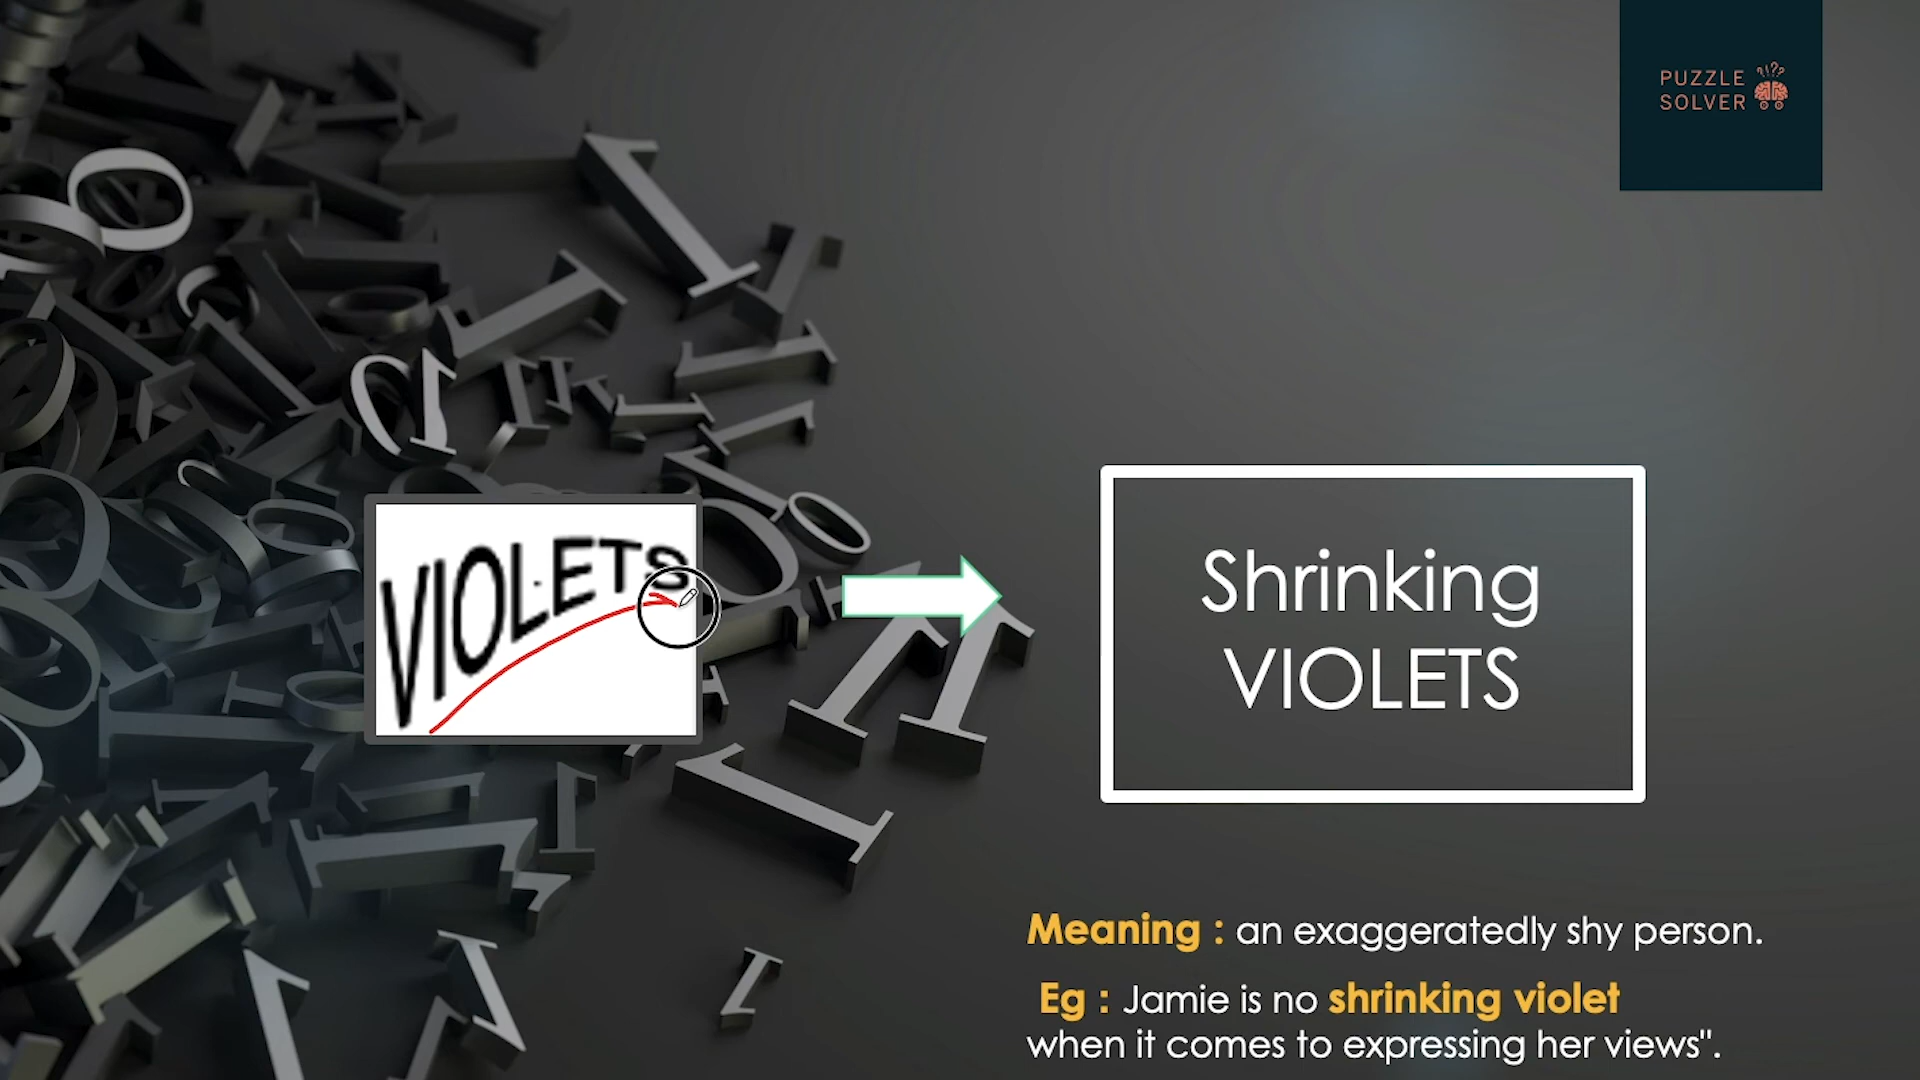 PUZZLE
SOLVER
VIOLETS
Shrinking
VIOLETS
Meaning : an exaggeratedly shy person.
Eg : Jamie is no shrinking violet
when it comes to expressing her views".